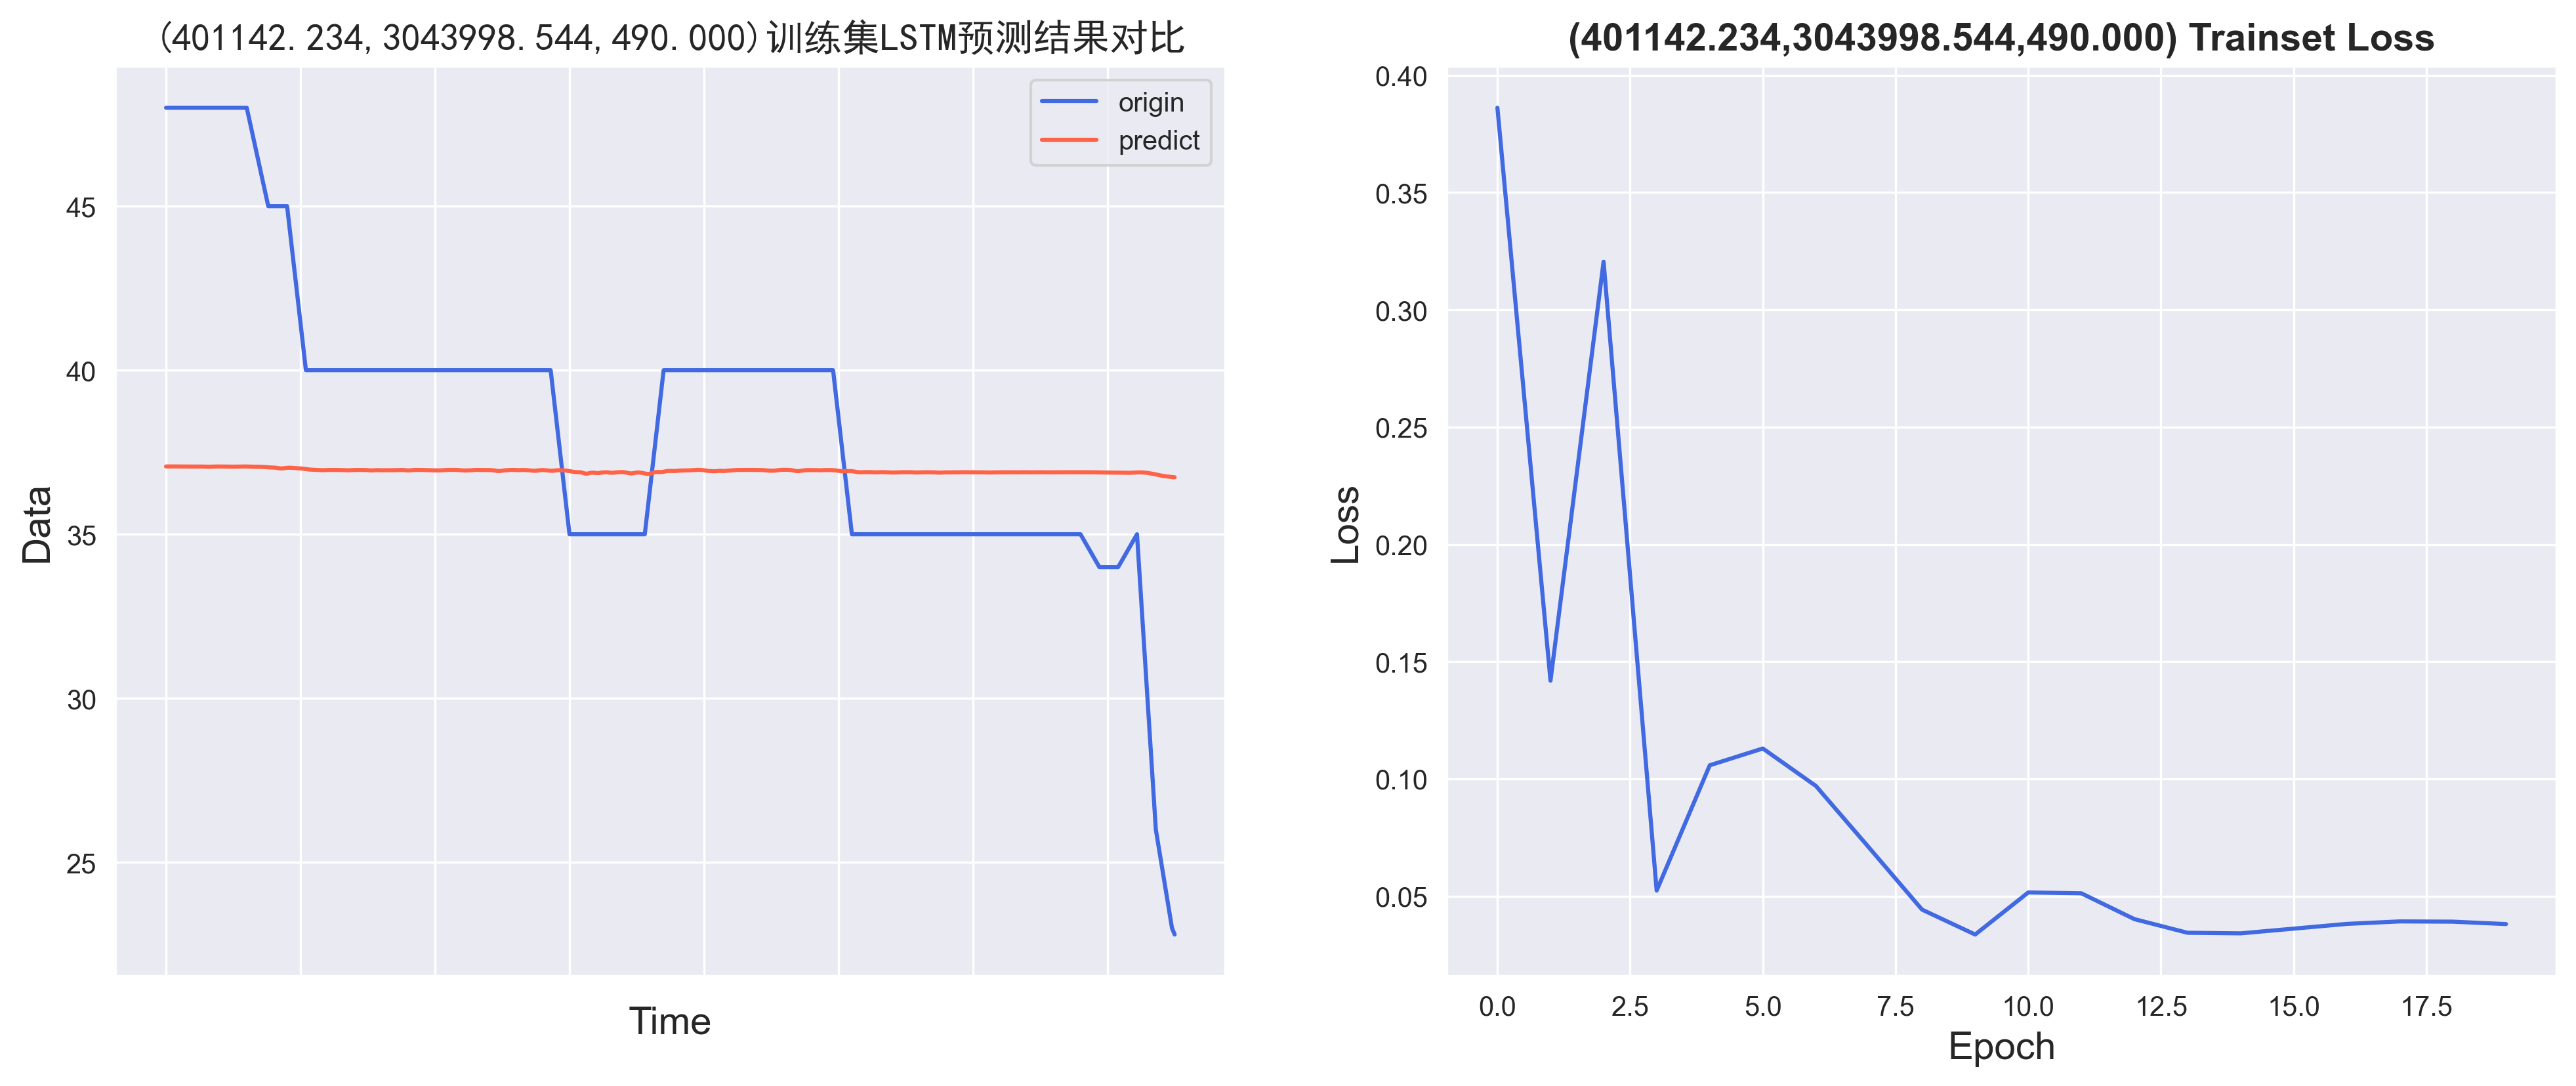 (401142.234,3043998.544,490.000)训练集LSTM预测结果对比
origin
predict
45
40
35
30
25
Data
Time
(401142.234,3043998.544,490.000) Trainset Loss
0.40
0.35
0.30
0.25
0.20
0.15
0.10
0.05
Loss
0.0 2.5 5.0 7.5 10.0 12.5 15.0 17.5
Epoch